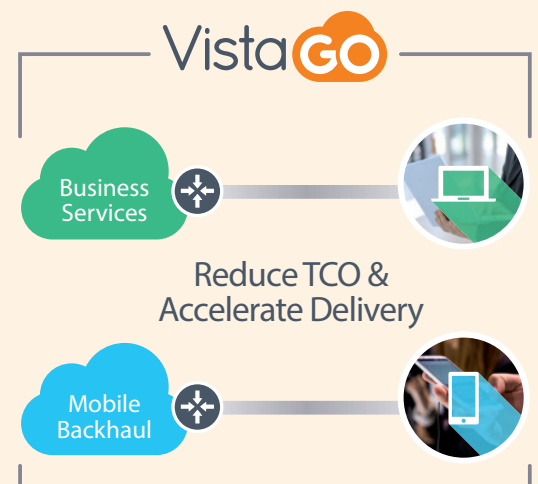 VistaGO
Business
Services
Reduce TCO &
Accelerate Delivery
Mobile
Backhaul